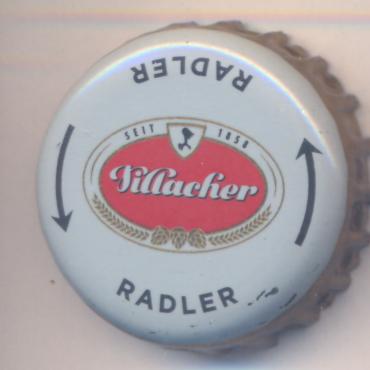 RADLER
SEIT 1858
Villacher
RADLER